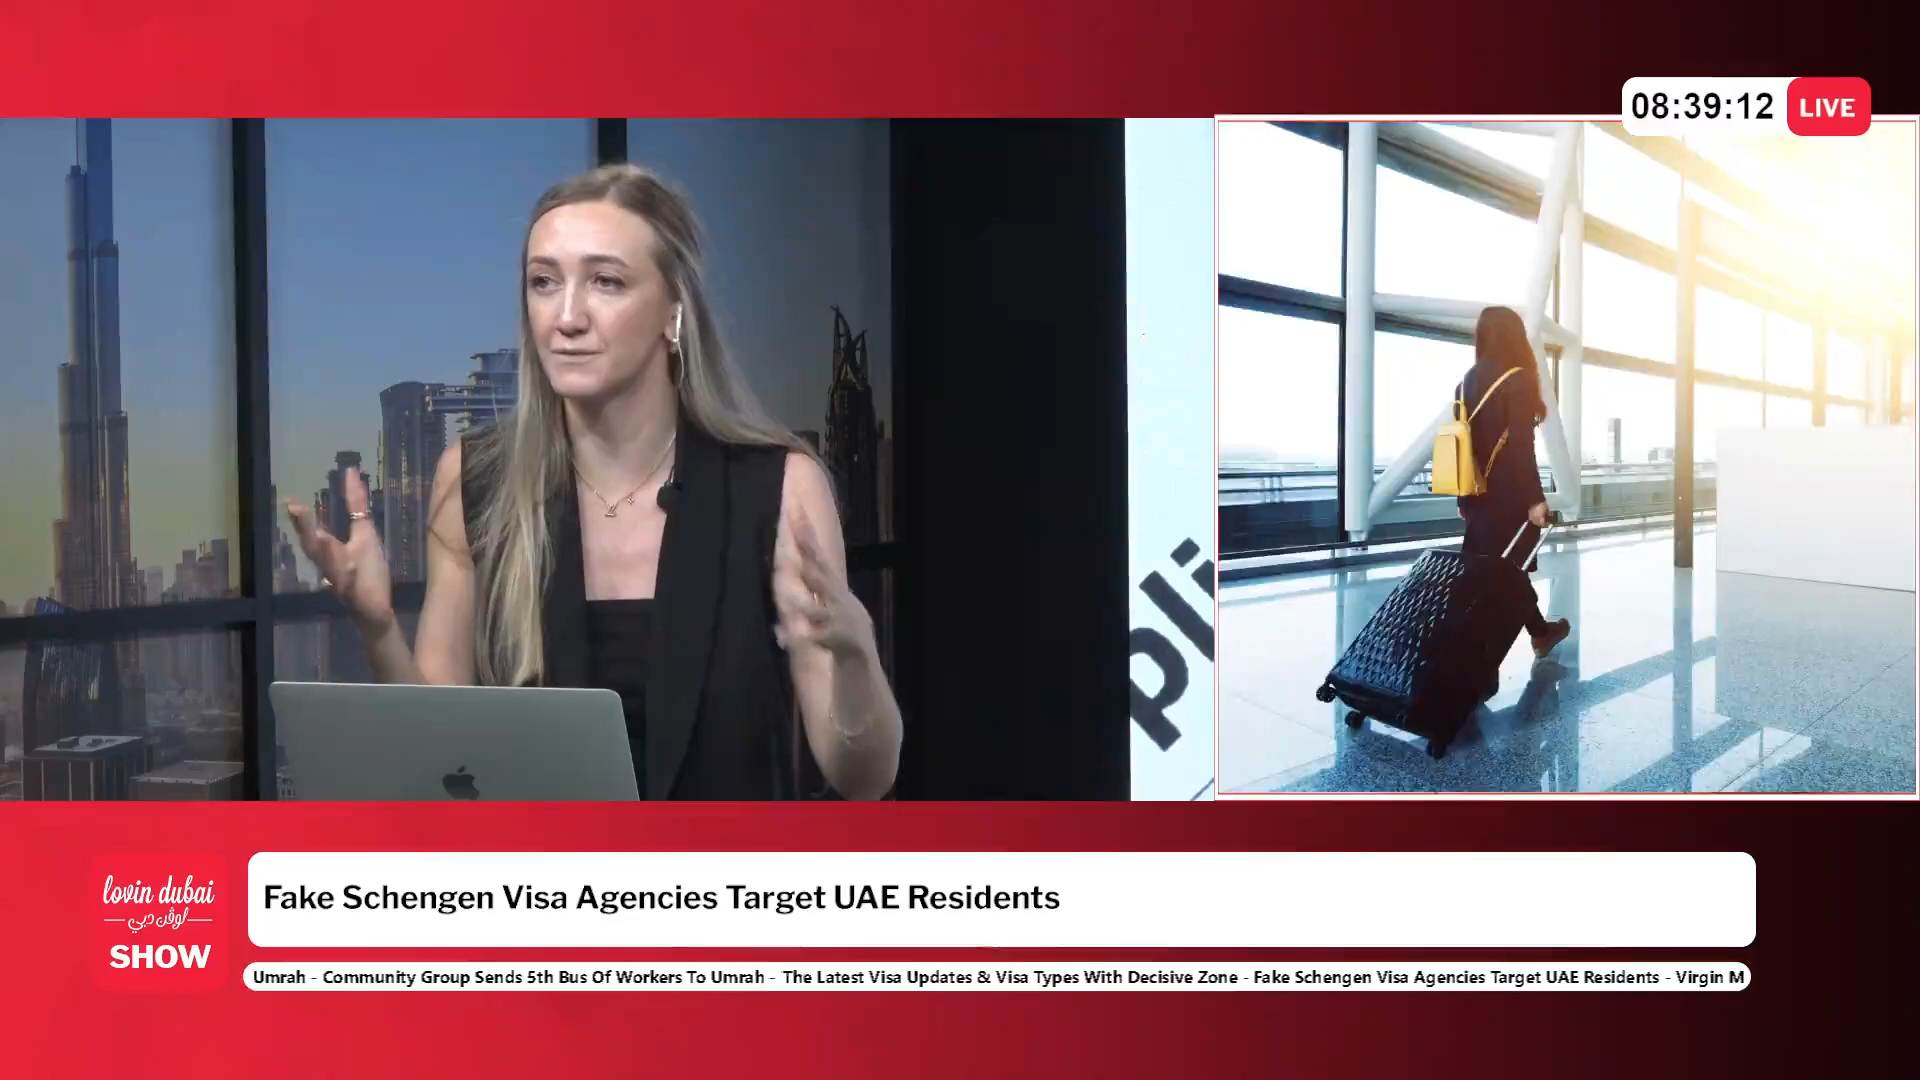 08:39:12 LIVE
pli
Fake Schengen Visa Agencies Target UAE Residents
lovin dubai
لوڤن دبي
SHOW
Umrah - Community Group Sends 5th Bus Of Workers To Umrah - The Latest Visa Updates & Visa Types With Decisive Zone - Fake Schengen Visa Agencies Target UAE Residents - Virgin M